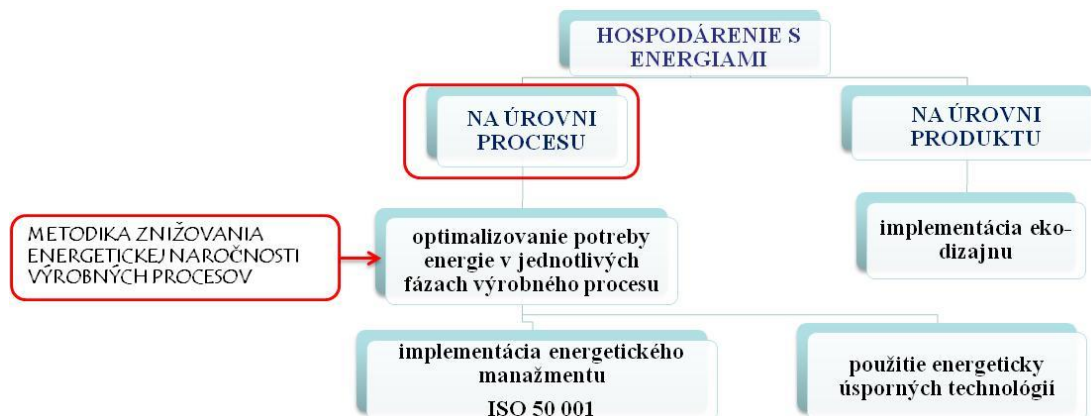 HOSPODÁRENIE S
ENERGIAMI
NA ÚROVNI
PROCESU
NA ÚROVNI
PRODUKTU
METODIKA ZNIŽOVANIA
ENERGETICKEJ NAROČNOSTI
VÝROBNÝCH PROCESOV
optimalizovanie potreby
energie v jednotlivých
fázach výrobného procesu
implementácia eko-
dizajnu
implementácia energetického
manažmentu
ISO 50 001
použitie energeticky
úsporných technológií